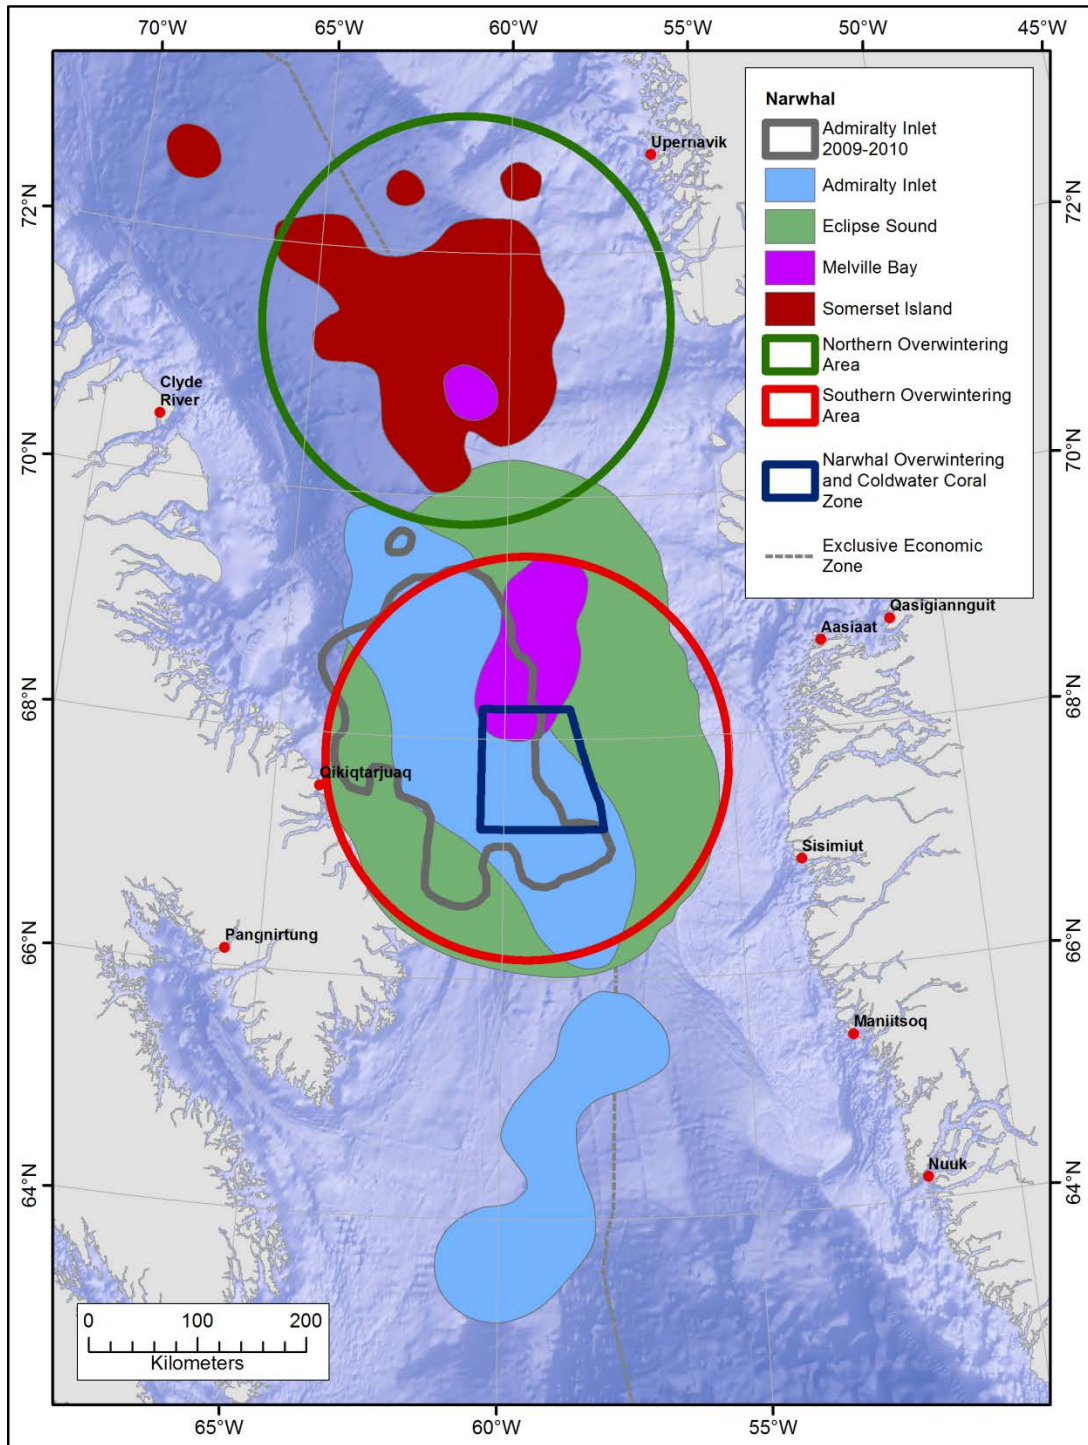 70°W 65°W 60°W 55°W 50°W 45°W
Narwhal
Admiralty Inlet
2009-2010
Admiralty Inlet
Eclipse Sound
Melville Bay
Somerset Island
Northern Overwintering
Area
Southern Overwintering
Area
Narwhal Overwintering
and Coldwater Coral
Zone
Exclusive Economic
Zone
Upernavik
72°N 72°N
Clyde
River
70°N 70°N
Qasigiannguit
Aasiaat
68°N 68°N
Qikiqtarjuaq
Sisimiut
66°N 66°N
Pangnirtung
Maniitsoq
Nuuk
64°N 64°N
0 100 200
Kilometers
65°W 60°W 55°W